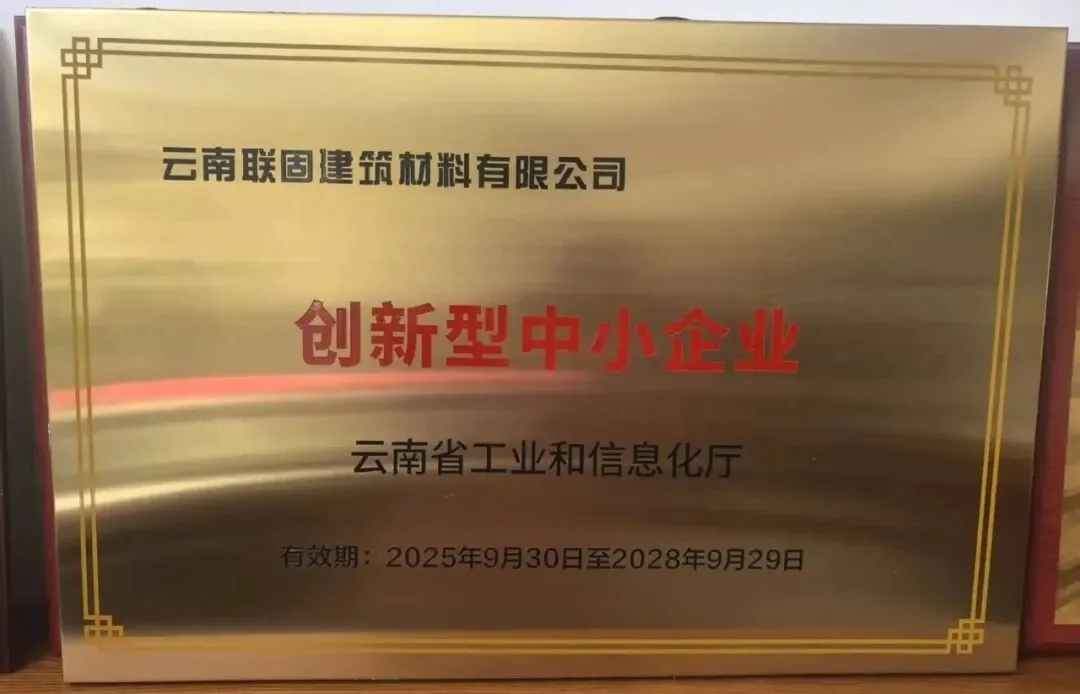 云南联固建筑材料有限公司
创新型中小企业
云南省工业和信息化厅
有效期：2025年9月30日至2028年9月29日